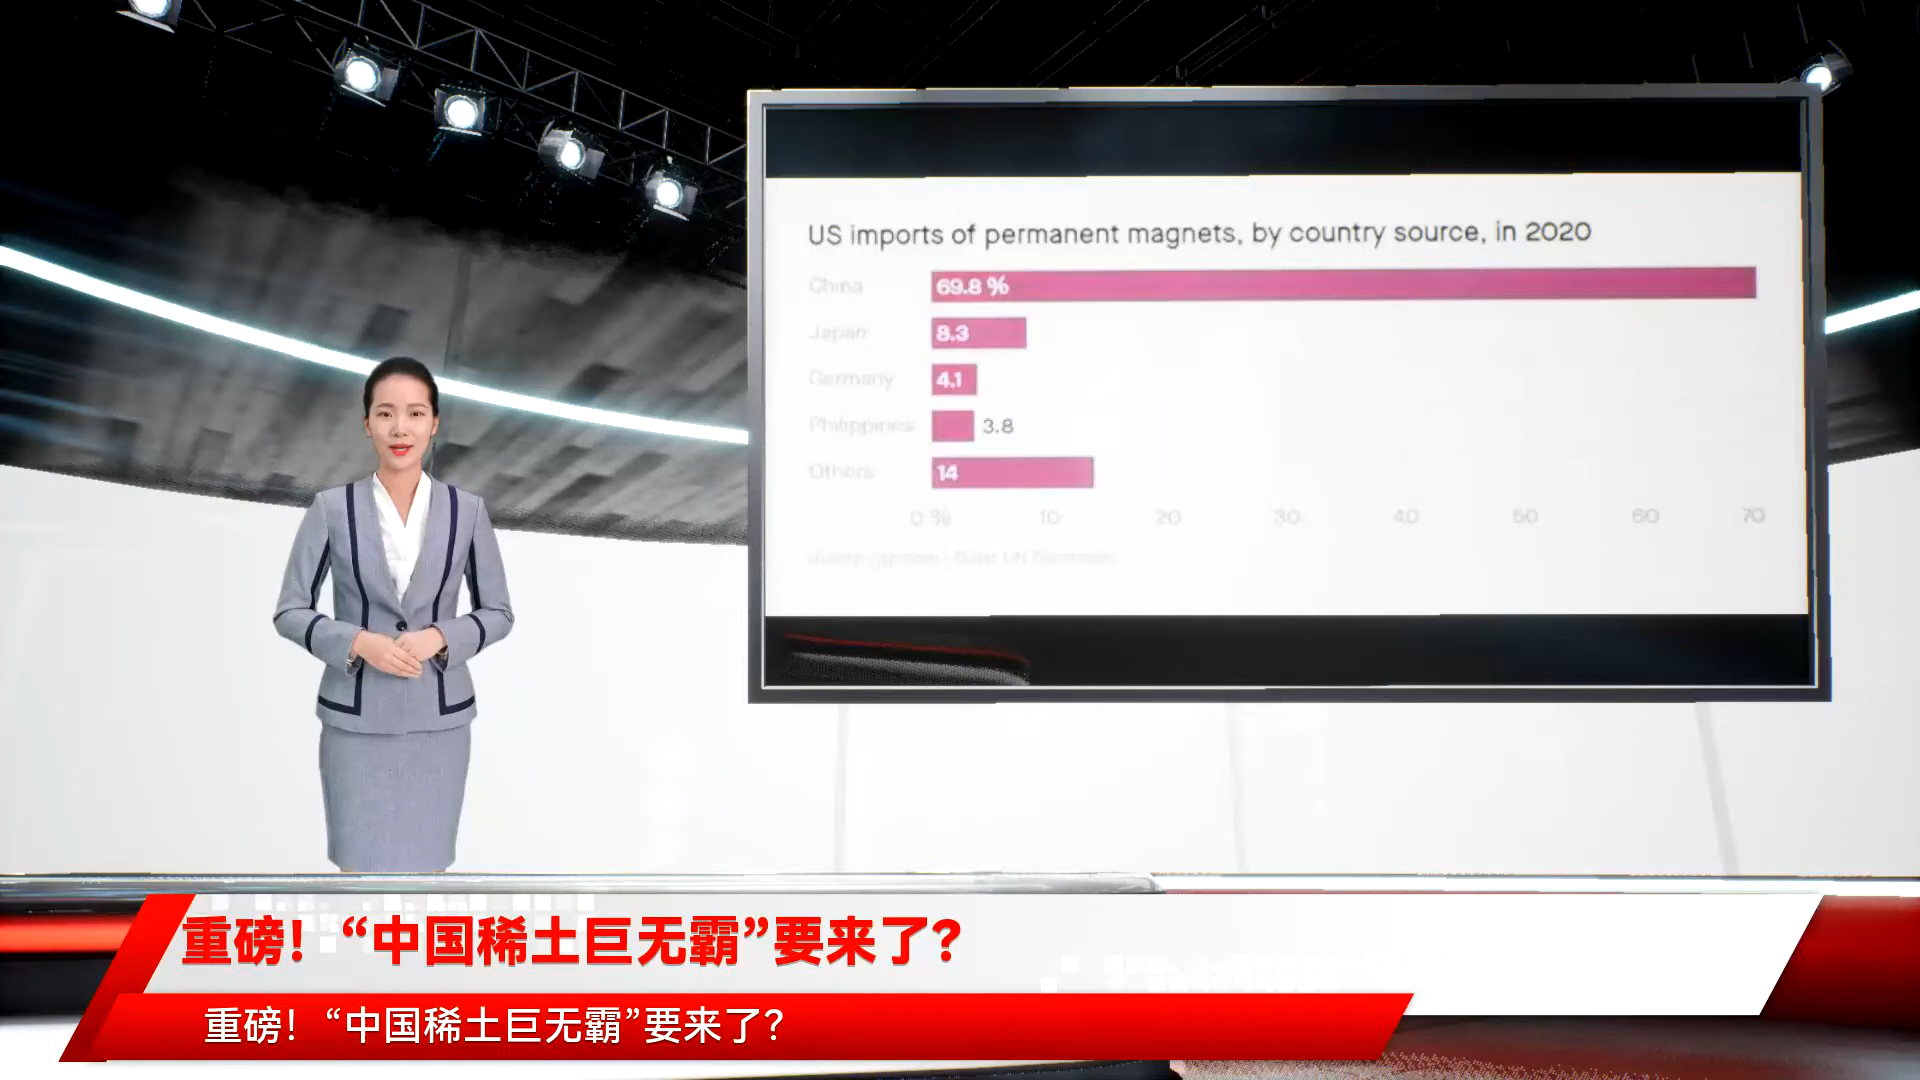 US imports of permanent magnets, by country source, in 2020
China 69.8 %
Japan 8.3
Germany 4.1
Philippines 3.8
Others 14
0 % 10 20 30 40 50 60 70
重磅！“中国稀土巨无霸”要来了？
重磅！“中国稀土巨无霸”要来了？